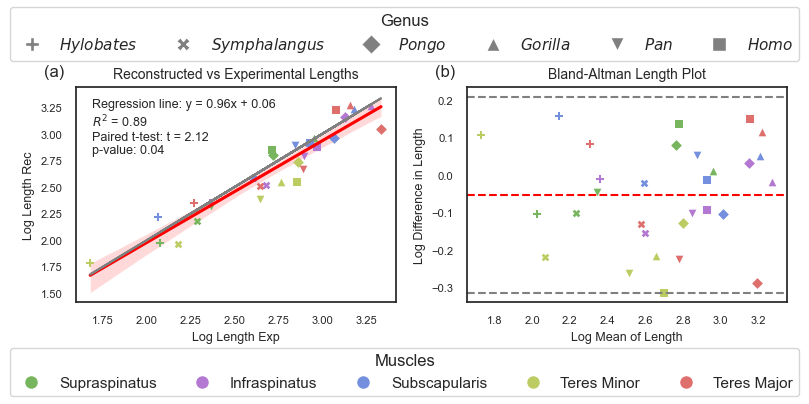 Genus
Hylobates Symphalangus Pongo Gorilla Pan Homo
(a) Reconstructed vs Experimental Lengths
Regression line: y = 0.96x + 0.06
R² = 0.89
Paired t-test: t = 2.12
p-value: 0.04
Log Length Rec
3.25
3.00
2.75
2.50
2.25
2.00
1.75
1.50
1.75 2.00 2.25 2.50 2.75 3.00 3.25
Log Length Exp
(b) Bland-Altman Length Plot
Log Difference in Length
0.2
0.1
0.0
−0.1
−0.2
−0.3
1.8 2.0 2.2 2.4 2.6 2.8 3.0 3.2
Log Mean of Length
Muscles
Supraspinatus Infraspinatus Subscapularis Teres Minor Teres Major